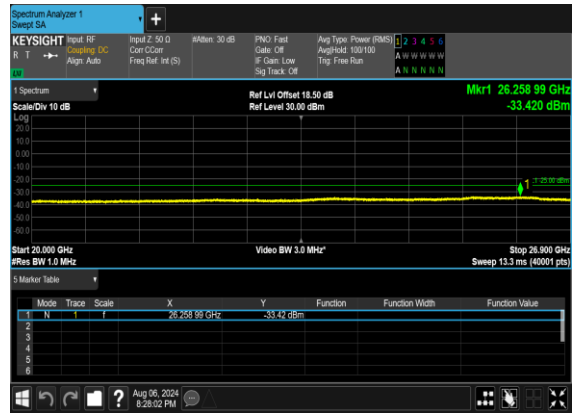 Spectrum Analyzer 1
Swept SA
+
KEYSIGHT Input: RF Input Z: 50 Ω #Atten: 30 dB PNO: Fast Avg Type: Power (RMS) 1 2 3 4 5 6
R T Coupling: DC Corr CCorr Gate: Off Avg|Hold: 100/100 A W W W W W
Align: Auto Freq Ref: Int (S) IF Gain: Low Trig: Free Run
LXI Sig Track: Off A N N N N N
1 Spectrum Ref Lvl Offset 18.50 dB Mkr1 26.258 99 GHz
Scale/Div 10 dB Ref Level 30.00 dBm -33.420 dBm
Log
20.0
10.0
0.00
-10.0
-20.0 1 -25.00 dBm
-30.0
-40.0
-50.0
-60.0
Start 20.000 GHz Video BW 3.0 MHz* Stop 26.900 GHz
#Res BW 1.0 MHz Sweep 13.3 ms (40001 pts)
5 Marker Table
Mode Trace Scale X Y Function Function Width Function Value
1 N 1 f 26.258 99 GHz -33.42 dBm
2
3
4
5
6
? Aug 06, 2024
8:28:02 PM